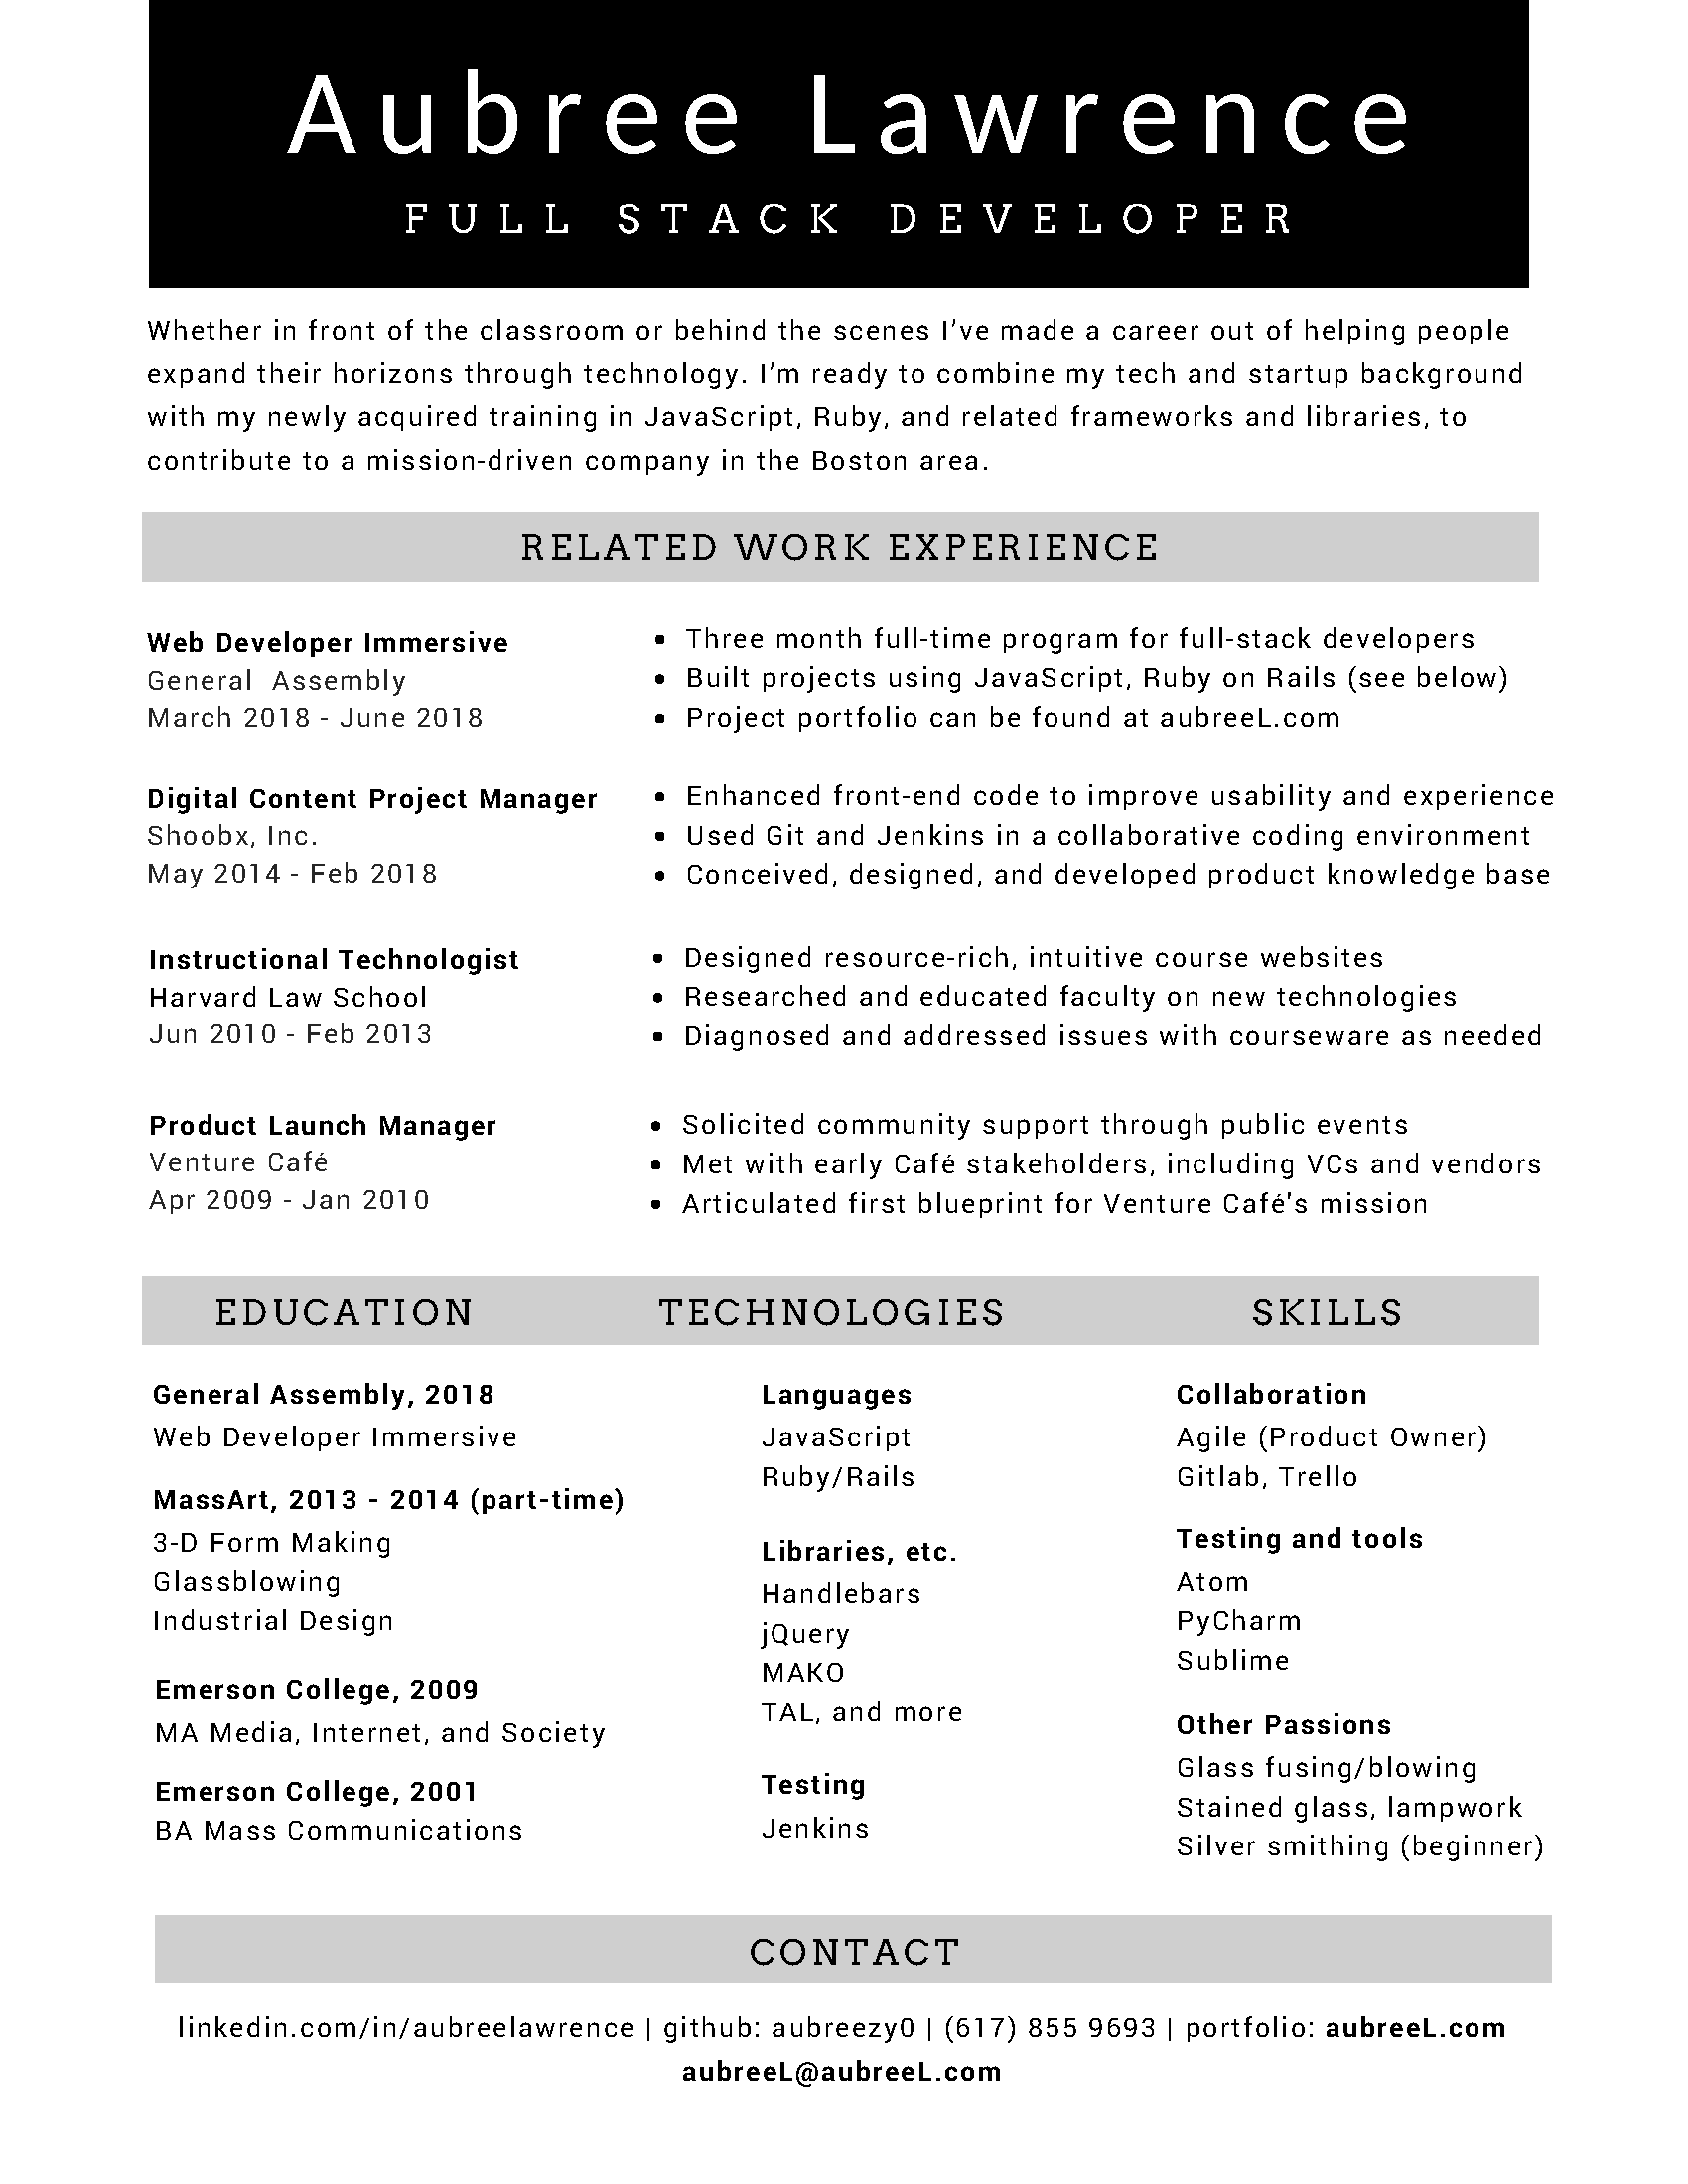 Aubree Lawrence
FULL STACK DEVELOPER
Whether in front of the classroom or behind the scenes I've made a career out of helping people
expand their horizons through technology. I'm ready to combine my tech and startup background
with my newly acquired training in JavaScript, Ruby, and related frameworks and libraries, to
contribute to a mission-driven company in the Boston area.
RELATED WORK EXPERIENCE
Web Developer Immersive
General Assembly
March 2018 - June 2018
• Three month full-time program for full-stack developers
• Built projects using JavaScript, Ruby on Rails (see below)
• Project portfolio can be found at aubreeL.com
Digital Content Project Manager
Shoobx, Inc.
May 2014 - Feb 2018
• Enhanced front-end code to improve usability and experience
• Used Git and Jenkins in a collaborative coding environment
• Conceived, designed, and developed product knowledge base
Instructional Technologist
Harvard Law School
Jun 2010 - Feb 2013
• Designed resource-rich, intuitive course websites
• Researched and educated faculty on new technologies
• Diagnosed and addressed issues with courseware as needed
Product Launch Manager
Venture Café
Apr 2009 - Jan 2010
• Solicited community support through public events
• Met with early Café stakeholders, including VCs and vendors
• Articulated first blueprint for Venture Café's mission
EDUCATION
General Assembly, 2018
Web Developer Immersive
MassArt, 2013 - 2014 (part-time)
3-D Form Making
Glassblowing
Industrial Design
Emerson College, 2009
MA Media, Internet, and Society
Emerson College, 2001
BA Mass Communications
TECHNOLOGIES
Languages
JavaScript
Ruby/Rails
Libraries, etc.
Handlebars
jQuery
MAKO
TAL, and more
Testing
Jenkins
SKILLS
Collaboration
Agile (Product Owner)
Gitlab, Trello
Testing and tools
Atom
PyCharm
Sublime
Other Passions
Glass fusing/blowing
Stained glass, lampwork
Silver smithing (beginner)
CONTACT
linkedin.com/in/aubreelawrence | github: aubreezy0 | (617) 855 9693 | portfolio: aubreeL.com
aubreeL@aubreeL.com